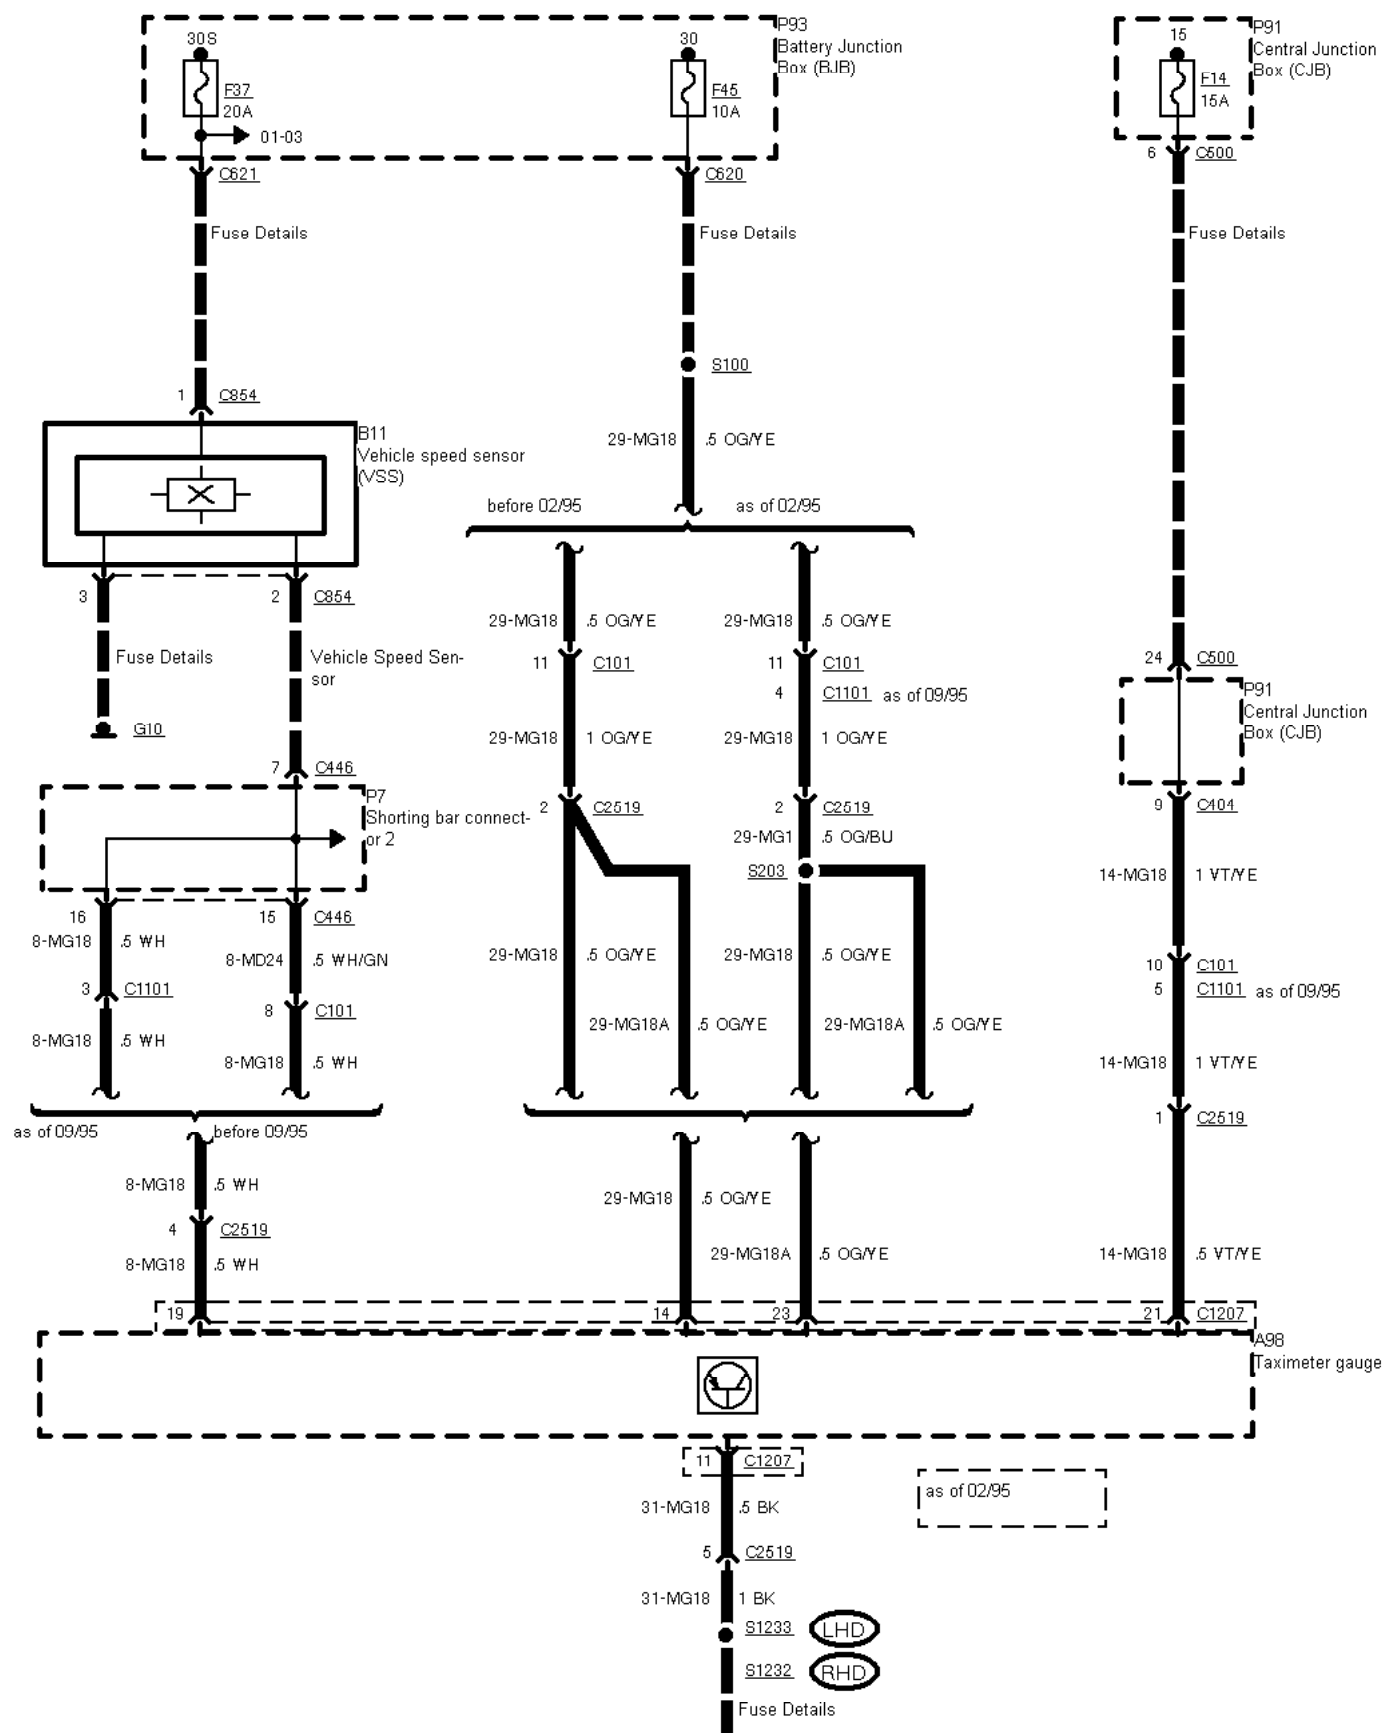 P93
Battery Junction
Box (BJB)
30S
F37
20A
01-03
30
F45
10A
P91
Central Junction
Box (CJB)
15
F14
15A
C621
C620
6 C500
Fuse Details
Fuse Details
Fuse Details
S100
1 C854
29-MG18 .5 OG/YE
B11
Vehicle speed sensor
(VSS)
before 02/95
as of 02/95
3
2 C854
29-MG18 .5 OG/YE
29-MG18 .5 OG/YE
Fuse Details
Vehicle Speed Sen-
sor
11 C101
11 C101
4 C1101 as of 09/95
24 C500
P91
Central Junction
Box (CJB)
G10
29-MG18 1 OG/YE
29-MG18 1 OG/YE
7 C446
P7
Shorting bar connect-
or 2
2 C2519
2 C2519
9 C404
29-MG1 .5 OG/BU
S203
14-MG18 1 VT/YE
16
15 C446
8-MG18 .5 WH
8-MD24 .5 WH/GN
29-MG18 .5 OG/YE
29-MG18 .5 OG/YE
10 C101
5 C1101 as of 09/95
3 C1101
8 C101
29-MG18A .5 OG/YE
29-MG18A .5 OG/YE
8-MG18 .5 WH
8-MG18 .5 WH
14-MG18 1 VT/YE
1 C2519
as of 09/95
before 09/95
8-MG18 .5 WH
29-MG18 .5 OG/YE
4 C2519
8-MG18 .5 WH
29-MG18A .5 OG/YE
14-MG18 .5 VT/YE
19
14
23
21 C1207
A98
Taximeter gauge
11 C1207
as of 02/95
31-MG18 .5 BK
5 C2519
31-MG18 1 BK
S1233 LHD
S1232 RHD
Fuse Details